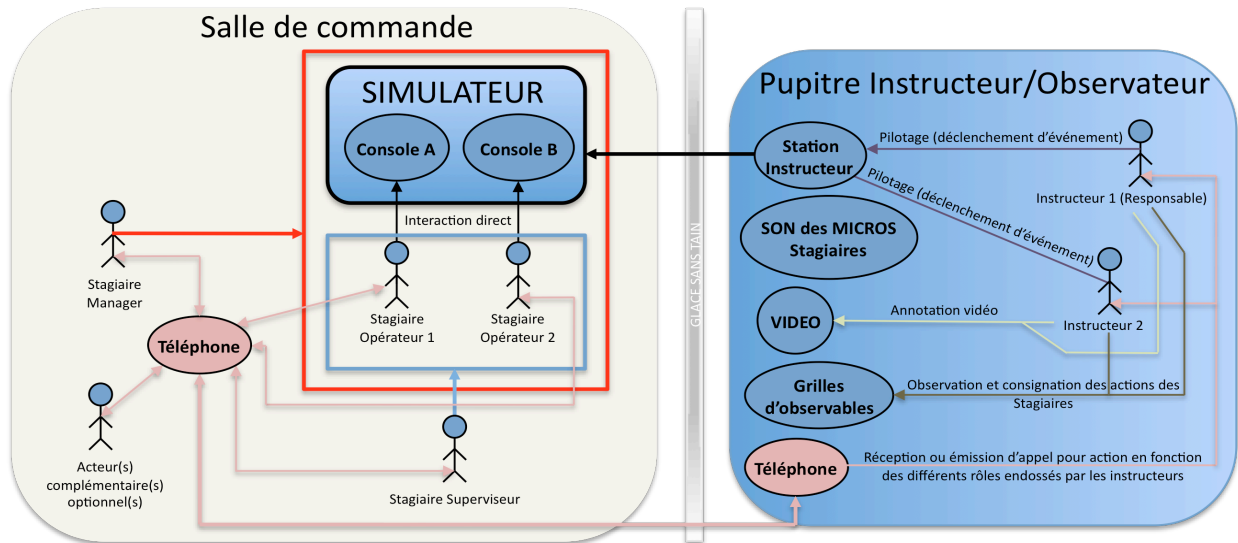 Salle de commande
SIMULATEUR
Console A
Console B
Interaction direct
Stagiaire
Manager
Stagiaire
Opérateur 1
Stagiaire
Opérateur 2
Téléphone
Acteur(s)
complémentaire(s)
optionnel(s)
Stagiaire Superviseur
GLACE SANS TAIN
Pupitre Instructeur/Observateur
Station
Instructeur
Pilotage (déclenchement d'événement)
Instructeur 1 (Responsable)
Pilotage (déclenchement d'événement)
SON des MICROS
Stagiaires
VIDEO
Annotation vidéo
Instructeur 2
Grilles
d'observables
Observation et consignation des actions des
Stagiaires
Téléphone
Réception ou émission d'appel pour action en fonction
des différents rôles endossés par les instructeurs